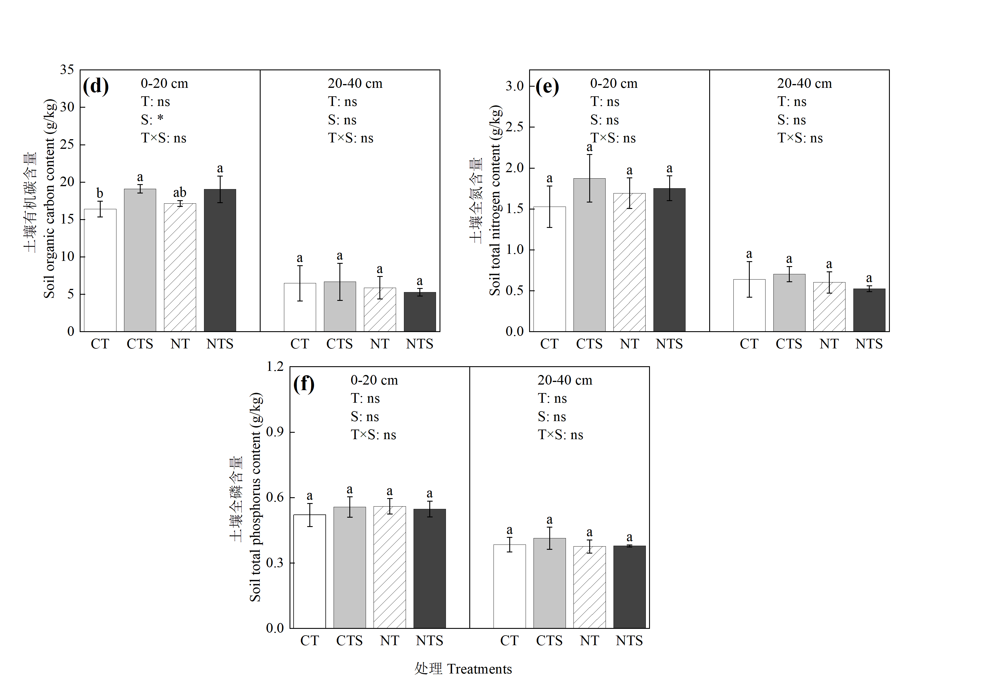 (d)
土壤有机碳含量
Soil organic carbon content (g/kg)
35
30
25
20
15
10
5
0
0-20 cm
T: ns
S: *
T×S: ns
b
a
ab
a
CT CTS NT NTS
20-40 cm
T: ns
S: ns
T×S: ns
a
a
a
a
CT CTS NT NTS
(e)
土壤全氮含量
Soil total nitrogen content (g/kg)
3.0
2.5
2.0
1.5
1.0
0.5
0.0
0-20 cm
T: ns
S: ns
T×S: ns
a
a
a
a
CT CTS NT NTS
20-40 cm
T: ns
S: ns
T×S: ns
a
a
a
a
CT CTS NT NTS
(f)
土壤全磷含量
Soil total phosphorus content (g/kg)
1.2
0.9
0.6
0.3
0.0
0-20 cm
T: ns
S: ns
T×S: ns
a
a
a
a
CT CTS NT NTS
20-40 cm
T: ns
S: ns
T×S: ns
a
a
a
a
CT CTS NT NTS
处理 Treatments